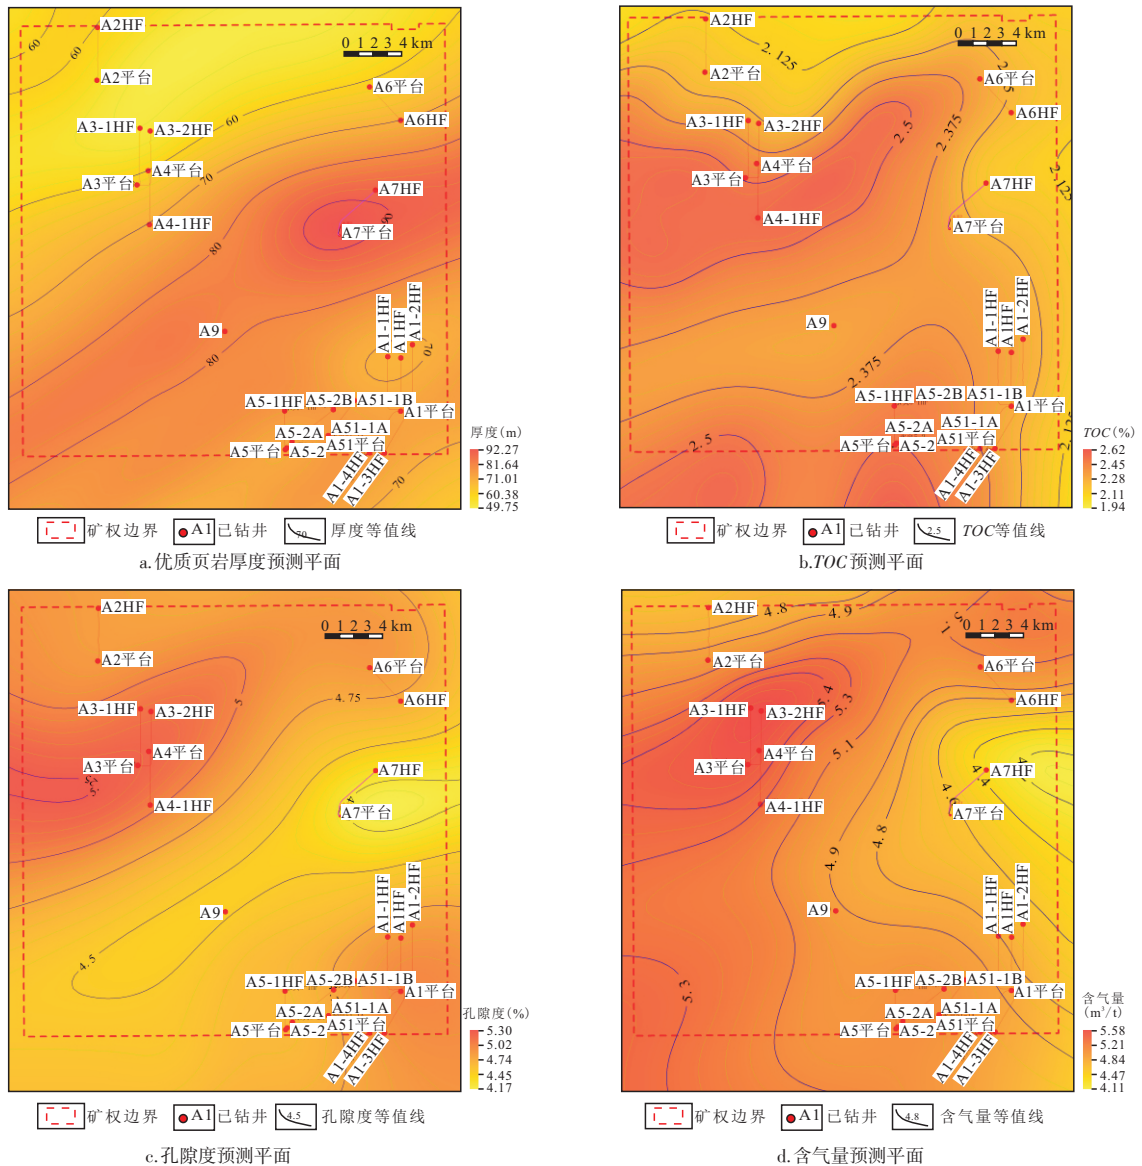 60
60
A2HF
0 1 2 3 4 km
A2平台
A6平台
A3-1HF
A3-2HF
60
A6HF
A4平台
A3平台
70
A7HF
A4-1HF
90
A7平台
80
A9
80
A1-1HF
A1HF
A1-2HF
70
A5-1HF
A5-2B
A51-1B
A1平台
A5-2A
A51-1A
A5平台
A5-2
A51平台
A1-4HF
A1-3HF
70
厚度(m)
92.27
81.64
71.01
60.38
49.75
矿权边界
A1 已钻井
70 厚度等值线
a.优质页岩厚度预测平面
A2HF
0 1 2 3 4 km
2.125
A2平台
A6平台
A3-1HF
A3-2HF
2.5
2.375
A6HF
A4平台
A3平台
2.125
A7HF
A4-1HF
A7平台
A9
A1-1HF
A1HF
A1-2HF
2.375
A5-1HF
A5-2B
A51-1B
A1平台
2.5
A5-2A
A51-1A
A5平台
A5-2
A51平台
2.125
A1-4HF
A1-3HF
TOC(%)
2.62
2.45
2.28
2.11
1.94
矿权边界
A1 已钻井
2.5 TOC等值线
b.TOC预测平面
A2HF
0 1 2 3 4 km
A2平台
A6平台
A3-1HF
A3-2HF
5
4.75
A6HF
A4平台
A3平台
A7HF
A4-1HF
A7平台
A9
A1-1HF
A1HF
A1-2HF
4.5
A5-1HF
A5-2B
A51-1B
A1平台
A5-2A
A51-1A
A5平台
A5-2
A51平台
A1-4HF
A1-3HF
孔隙度(%)
5.30
5.02
4.74
4.45
4.17
矿权边界
A1 已钻井
4.5 孔隙度等值线
c.孔隙度预测平面
A2HF
4.8
4.9
5.1
0 1 2 3 4 km
A2平台
A6平台
5.4
5.3
A3-1HF
A3-2HF
A6HF
A4平台
A3平台
5.1
4.4
A7HF
A4-1HF
4.6
A7平台
4.8
4.9
A9
A1-1HF
A1HF
A1-2HF
5.3
A5-1HF
A5-2B
A51-1B
A1平台
A5-2A
A51-1A
A5平台
A5-2
A51平台
A1-4HF
A1-3HF
含气量
(m³/t)
5.58
5.21
4.84
4.47
4.11
矿权边界
A1 已钻井
4.8 含气量等值线
d.含气量预测平面